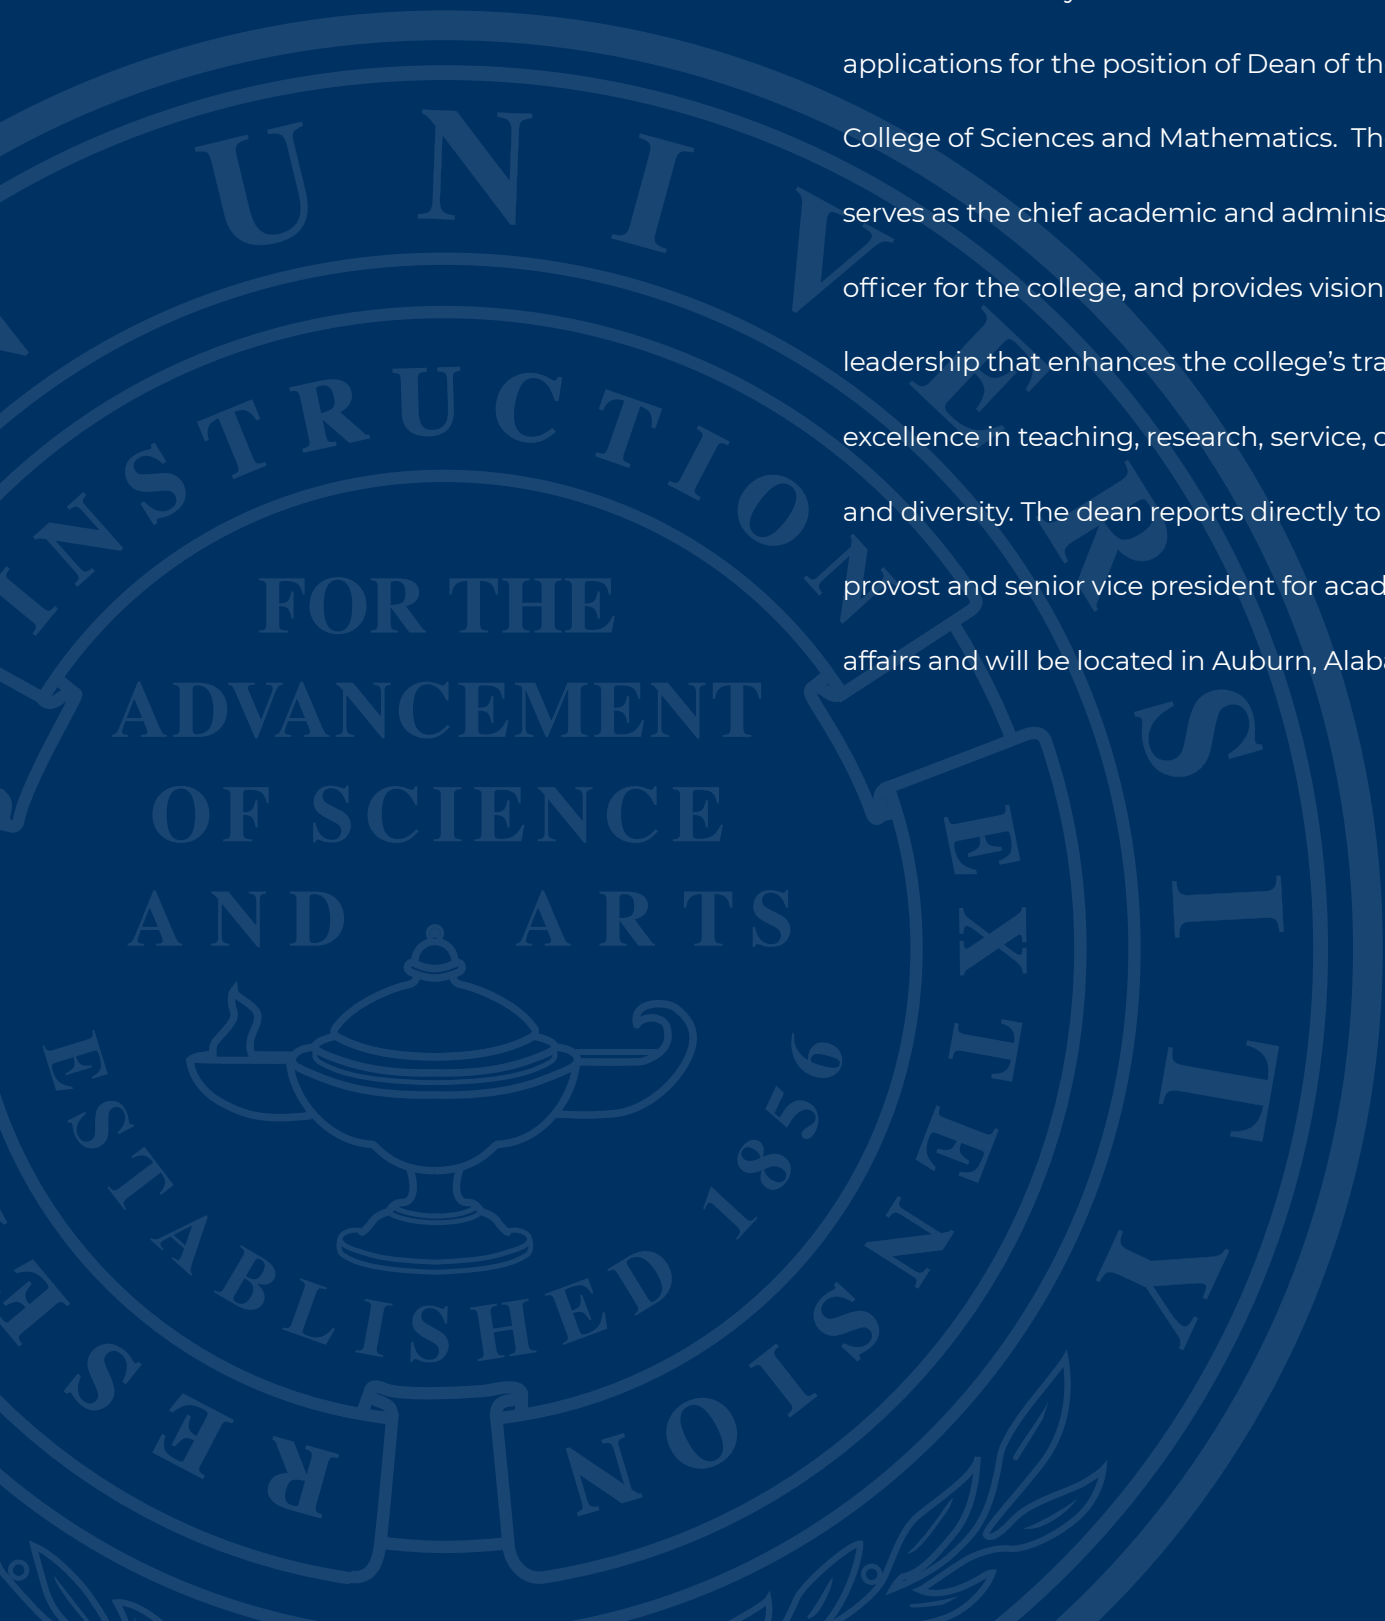 applications for the position of Dean of th
College of Sciences and Mathematics. Th
serves as the chief academic and adminis
officer for the college, and provides vision
leadership that enhances the college’s tra
excellence in teaching, research, service, o
and diversity. The dean reports directly to
provost and senior vice president for acad
affairs and will be located in Auburn, Alaba
UNIVERSITY
INSTRUCTION
EXTENSION
RESE
FOR THE
ADVANCEMENT
OF SCIENCE
AND ARTS
ESTABLISHED 1856